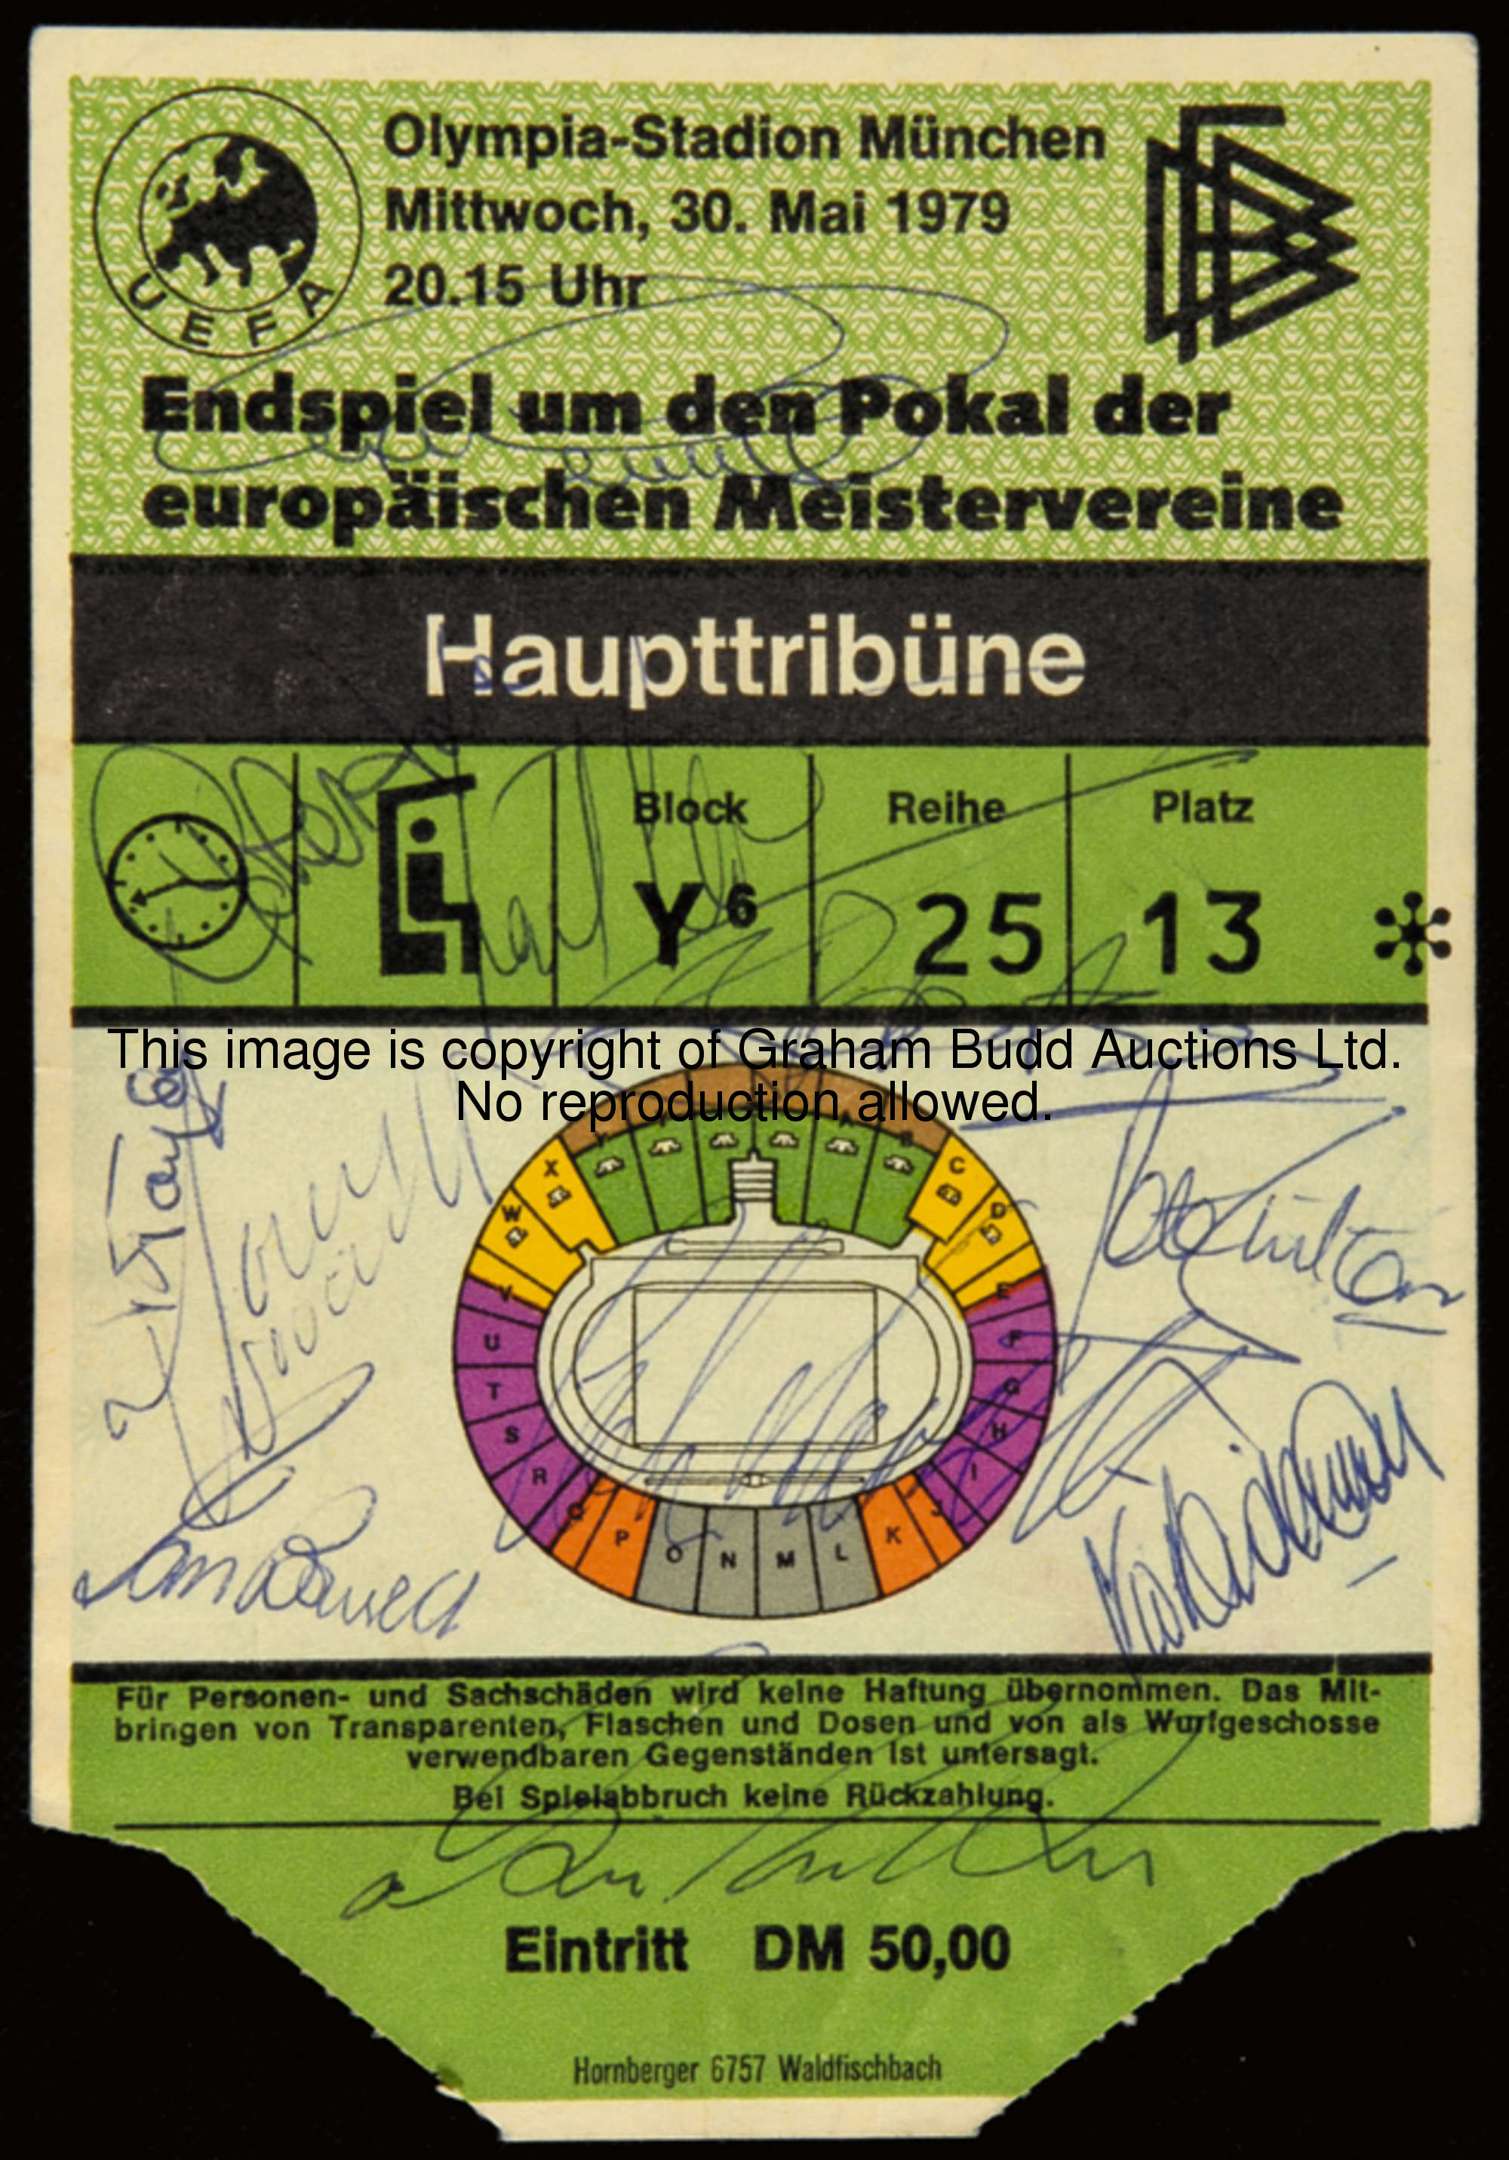 UEFA
Olympia-Stadion München
Mittwoch, 30. Mai 1979
20.15 Uhr
Endspiel um den Pokal der
europäischen Meistervereine
Haupttribüne
Block Reihe Platz
Y6 25 13
This image is copyright of Graham Budd Auctions Ltd.
No reproduction allowed.
X C
W D
V E
U F
T G
S H
R I
Q J
P K
O N M L
Für Personen- und Sachschäden wird keine Haftung übernommen. Das Mit-
bringen von Transparenten, Flaschen und Dosen und von als Wurfgeschosse
verwendbaren Gegenständen ist untersagt.
Bei Spielabbruch keine Rückzahlung.
Eintritt DM 50,00
Hornberger 6757 Waldfischbach